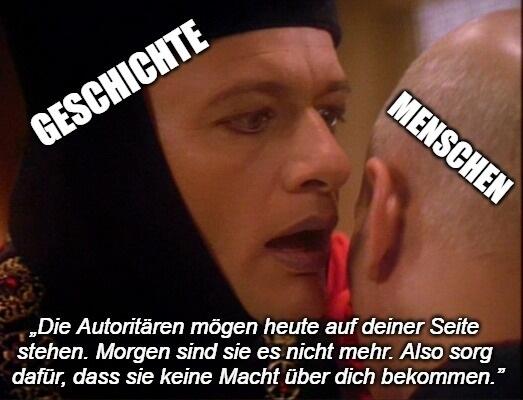 GESCHICHTE
MENSCHEN
„Die Autoritären mögen heute auf deiner Seite
stehen. Morgen sind sie es nicht mehr. Also sorg
dafür, dass sie keine Macht über dich bekommen.”